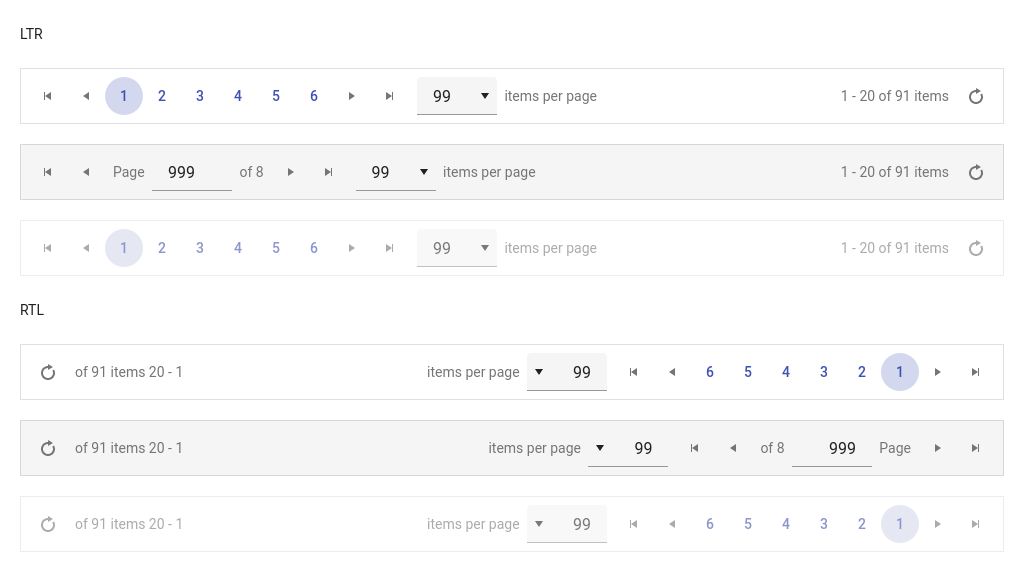 LTR
1 2 3 4 5 6 99 items per page 1 - 20 of 91 items
Page 999 of 8 99 items per page 1 - 20 of 91 items
1 2 3 4 5 6 99 items per page 1 - 20 of 91 items
RTL
of 91 items 20 - 1 items per page 99 6 5 4 3 2 1
of 91 items 20 - 1 items per page 99 of 8 999 Page
of 91 items 20 - 1 items per page 99 6 5 4 3 2 1